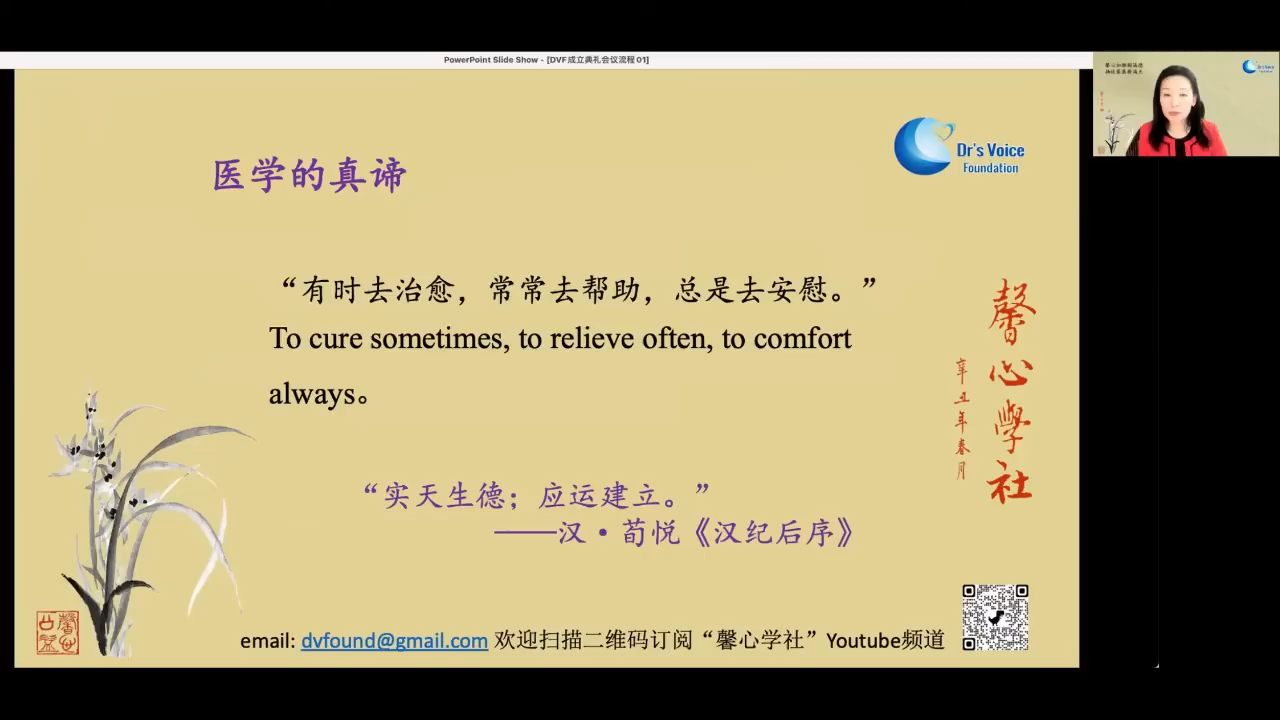 PowerPoint Slide Show - [DVF成立典礼会议流程01]
医学的真谛
Dr's Voice
Foundation
“有时去治愈，常常去帮助，总是去安慰。”
To cure sometimes, to relieve often, to comfort
always。
“实天生德；应运建立。”
——汉·荀悦《汉纪后序》
馨心学社
辛丑年春月
email: dvfound@gmail.com 欢迎扫描二维码订阅“馨心学社”Youtube频道